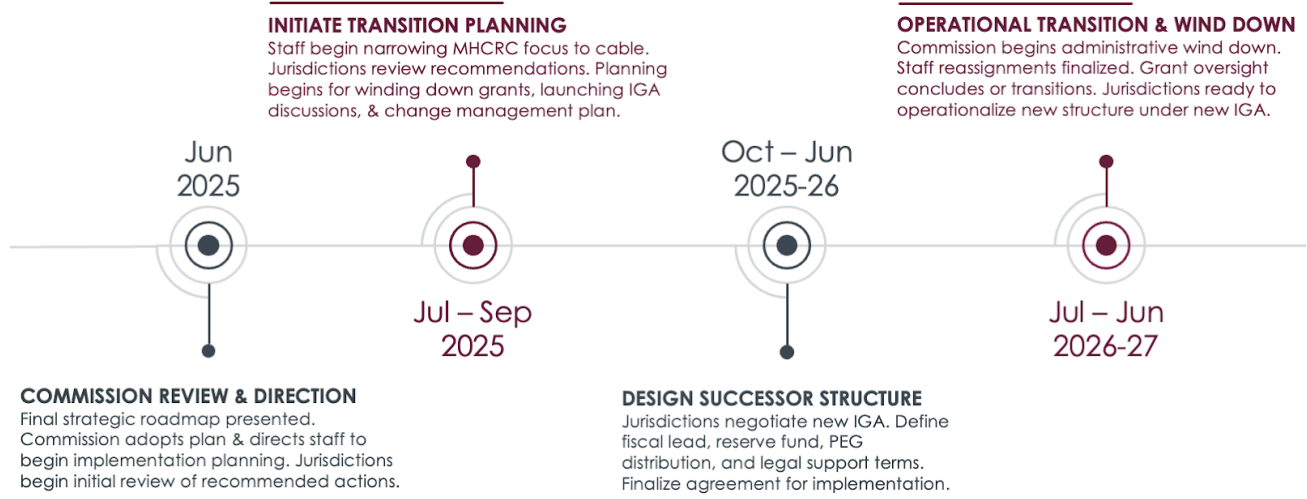 INITIATE TRANSITION PLANNING
Staff begin narrowing MHCRC focus to cable.
Jurisdictions review recommendations. Planning
begins for winding down grants, launching IGA
discussions, & change management plan.
OPERATIONAL TRANSITION & WIND DOWN
Commission begins administrative wind down.
Staff reassignments finalized. Grant oversight
concludes or transitions. Jurisdictions ready to
operationalize new structure under new IGA.
Jun
2025
Oct – Jun
2025-26
Jul – Sep
2025
Jul – Jun
2026-27
COMMISSION REVIEW & DIRECTION
Final strategic roadmap presented.
Commission adopts plan & directs staff to
begin implementation planning. Jurisdictions
begin initial review of recommended actions.
DESIGN SUCCESSOR STRUCTURE
Jurisdictions negotiate new IGA. Define
fiscal lead, reserve fund, PEG
distribution, and legal support terms.
Finalize agreement for implementation.